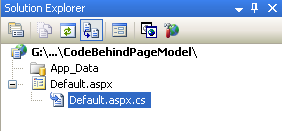 Solution Explorer
G:\...\CodeBehindPageModel\
App_Data
Default.aspx
Default.aspx.cs